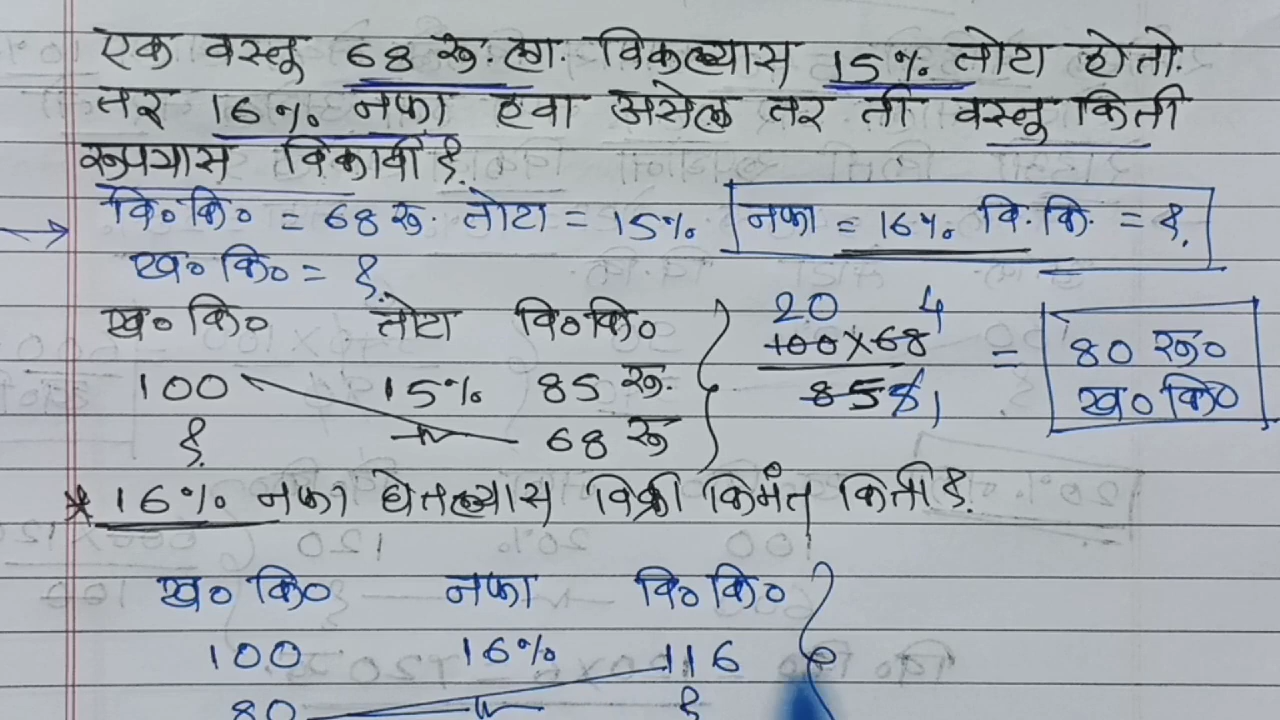 एक वस्तू 68 रू. ला. विकल्यास 15% तोटा होतो.
तर 16% नफा हवा असेल तर ती वस्तू किती
रूपयास विकावी?
वि० कि० = 68 रू. तोटा = 15% नफा = 16% वि. कि. = ?
ख० कि० = ?
ख० कि० तोटा वि० कि०
100 15% 85 रू.
? 68 रू
20 4
100×68
85 5 1
= 80 रू०
ख० कि०
* 16% नफा घेतल्यास विक्री किमंत किती?
ख० कि० नफा वि० कि०
100 16% 116
80 ?